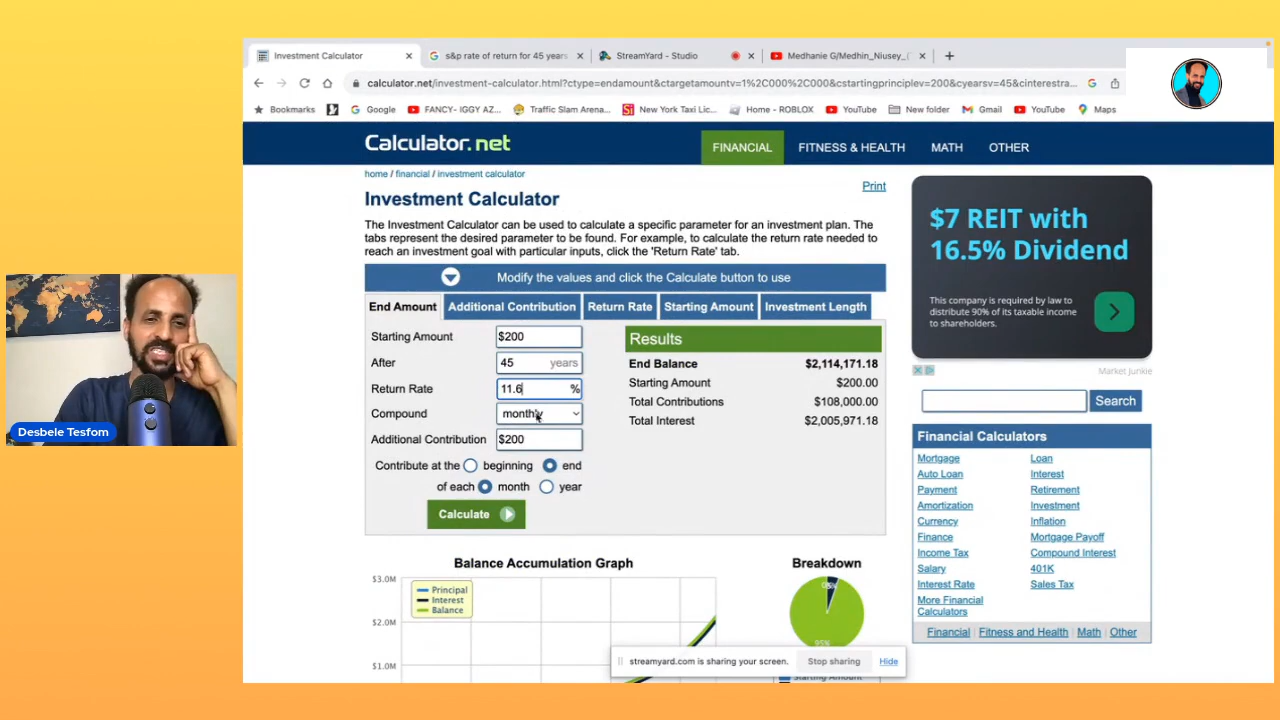 Investment Calculator
s&p rate of return for 45 years
StreamYard - Studio
Medhanie G/Medhin_Niusey_(
calculator.net/investment-calculator.html?ctype=endamount&ctargetamountv=1%2C000%2C000&cstartingprinciplev=200&cyearsv=45&cinterestra...
Bookmarks
Google
FANCY- IGGY AZ...
Traffic Slam Arena...
New York Taxi Lic...
Home - ROBLOX
YouTube
New folder
Gmail
YouTube
Maps
Calculator.net
FINANCIAL
FITNESS & HEALTH
MATH
OTHER
home / financial / investment calculator
Investment Calculator
Print
The Investment Calculator can be used to calculate a specific parameter for an investment plan. The
tabs represent the desired parameter to be found. For example, to calculate the return rate needed to
reach an investment goal with particular inputs, click the 'Return Rate' tab.
Modify the values and click the Calculate button to use
End Amount
Additional Contribution
Return Rate
Starting Amount
Investment Length
Starting Amount $200
After 45 years
Return Rate 11.6 %
Compound monthly
Additional Contribution $200
Contribute at the beginning end
of each month year
Calculate
Results
End Balance $2,114,171.18
Starting Amount $200.00
Total Contributions $108,000.00
Total Interest $2,005,971.18
Balance Accumulation Graph
$3.0M
$2.0M
$1.0M
Principal
Interest
Balance
Breakdown
95%
$7 REIT with
16.5% Dividend
This company is required by law to
distribute 90% of its taxable income
to shareholders.
Market Junkie
Search
Financial Calculators
Mortgage Loan
Auto Loan Interest
Payment Retirement
Amortization Investment
Currency Inflation
Finance Mortgage Payoff
Income Tax Compound Interest
Salary 401K
Interest Rate Sales Tax
More Financial
Calculators
Financial | Fitness and Health | Math | Other
streamyard.com is sharing your screen.
Stop sharing
Hide
Starting Amount
Desbele Tesfom